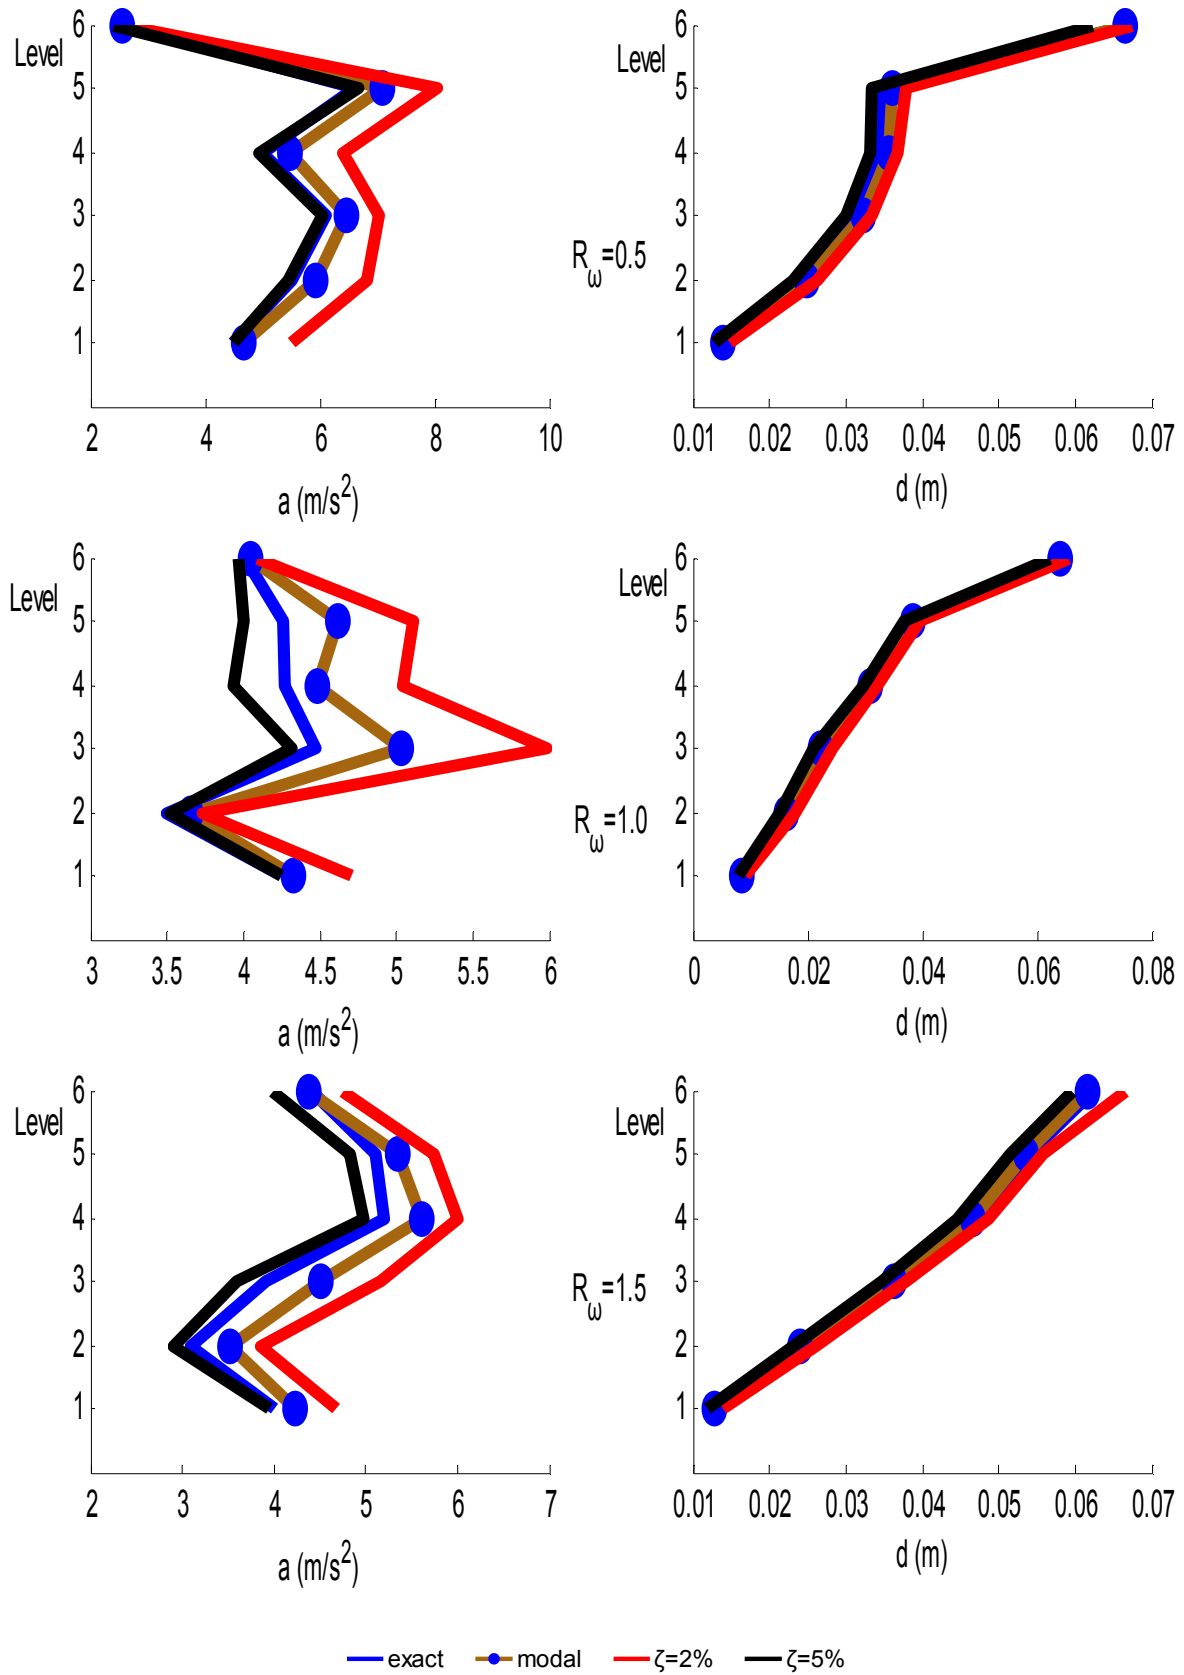 6
Level
5
4
3
2
1
2 4 6 8 10
a (m/s²)
6
Level
5
4
3
2
1
0.01 0.02 0.03 0.04 0.05 0.06 0.07
d (m)
R_ω=0.5
6
Level
5
4
3
2
1
3 3.5 4 4.5 5 5.5 6
a (m/s²)
6
Level
5
4
3
2
1
0 0.02 0.04 0.06 0.08
d (m)
R_ω=1.0
6
Level
5
4
3
2
1
2 3 4 5 6 7
a (m/s²)
6
Level
5
4
3
2
1
0.01 0.02 0.03 0.04 0.05 0.06 0.07
d (m)
R_ω=1.5
exact modal ζ=2% ζ=5%